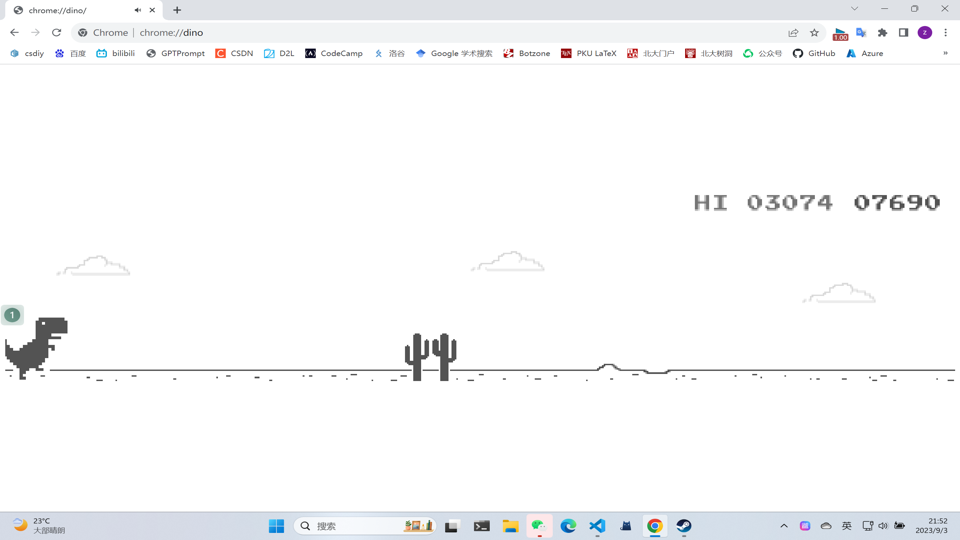 chrome://dino/
Chrome | chrome://dino
1.00
z
csdiy 百度 bilibili GPTPrompt CSDN D2L CodeCamp 洛谷 Google 学术搜索 Botzone PKU LaTeX 北大门户 北大树洞 公众号 GitHub Azure »
HI 03074 07690
1
23°C
大部晴朗
搜索
英
21:52
2023/9/3